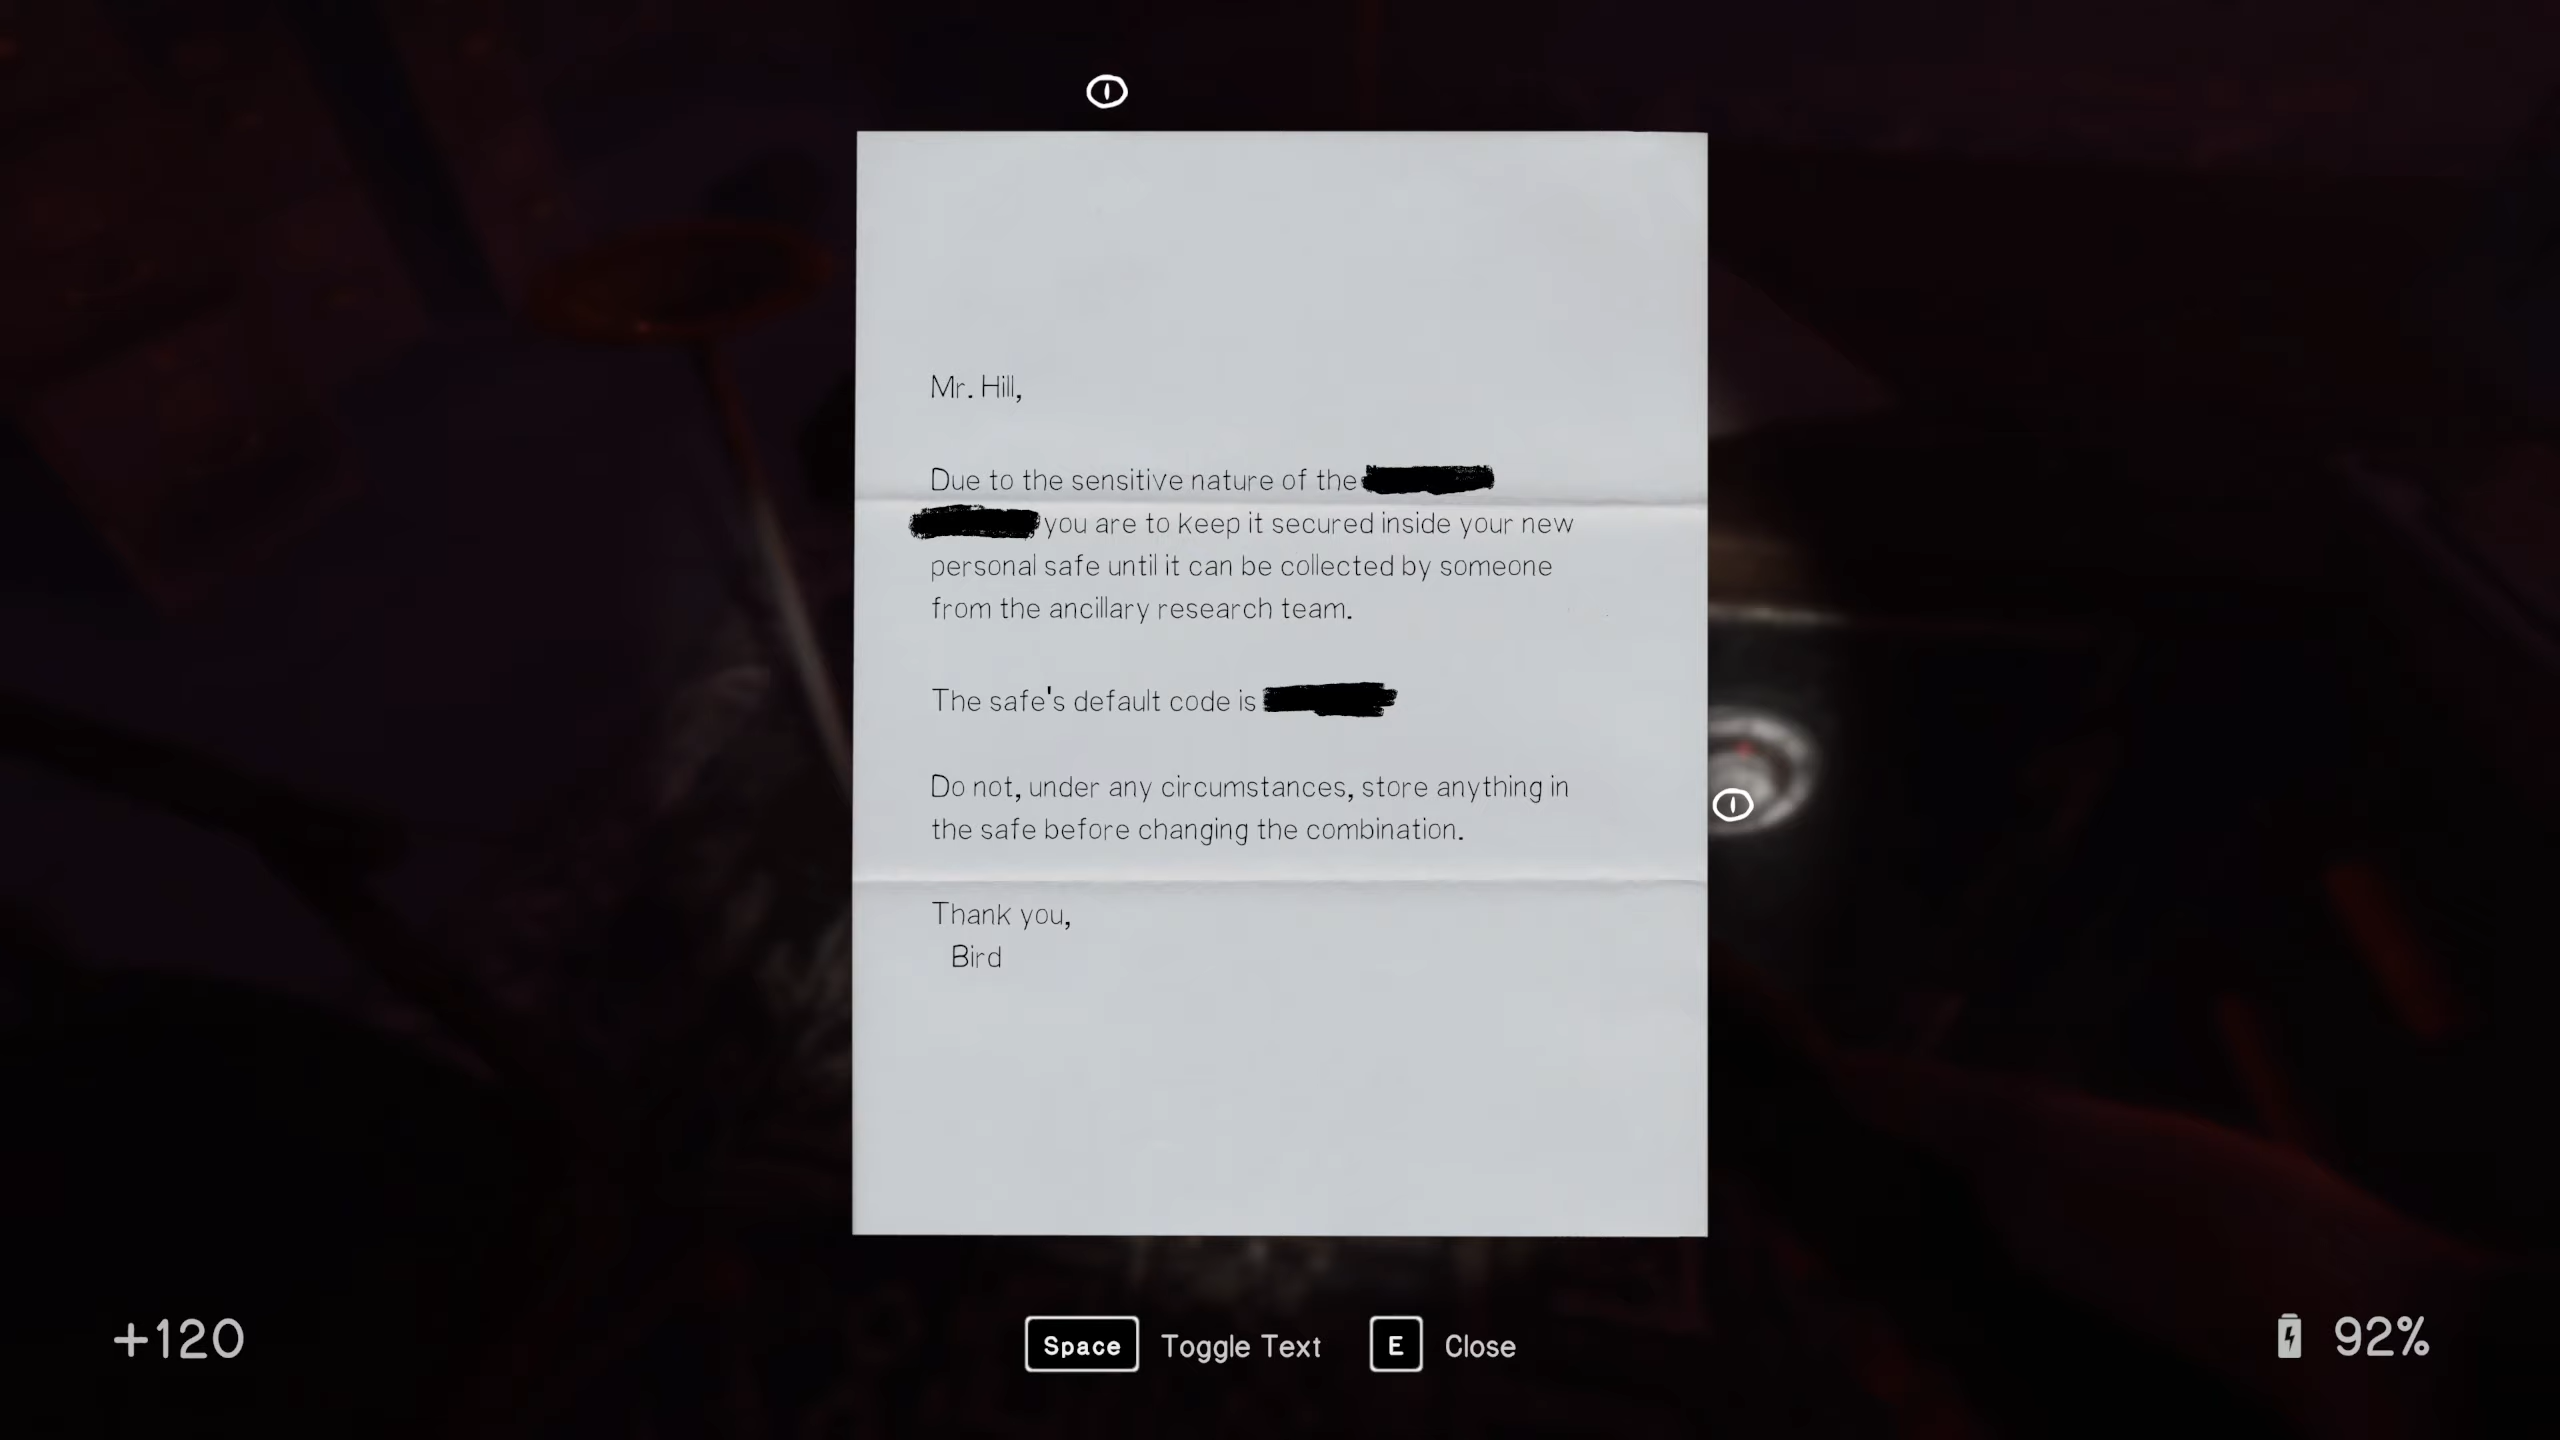 Mr. Hill,
Due to the sensitive nature of the
you are to keep it secured inside your new
personal safe until it can be collected by someone
from the ancillary research team.
The safe's default code is
Do not, under any circumstances, store anything in
the safe before changing the combination.
Thank you,
Bird
+120
Space Toggle Text E Close
92%